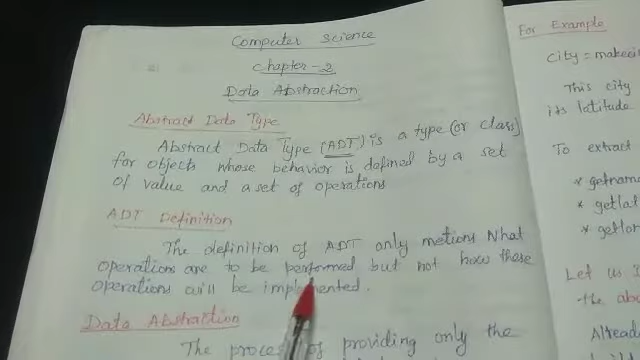 Computer Science
Chapter-2
Data Abstraction
Abstract Data Type
Abstract Data Type (ADT) is a type (or class)
for objects whose behavior is defined by a set
of value and a set of operations
ADT Definition
The definition of ADT only metions What
operations are to be performed but not how these
operations will be implemented.
Data Abstraction
The process of providing only the
For Example
city = makeci
This city
its latitude
To extract
* getnam
* getlat
* getlon
Let us
the abo
Alread